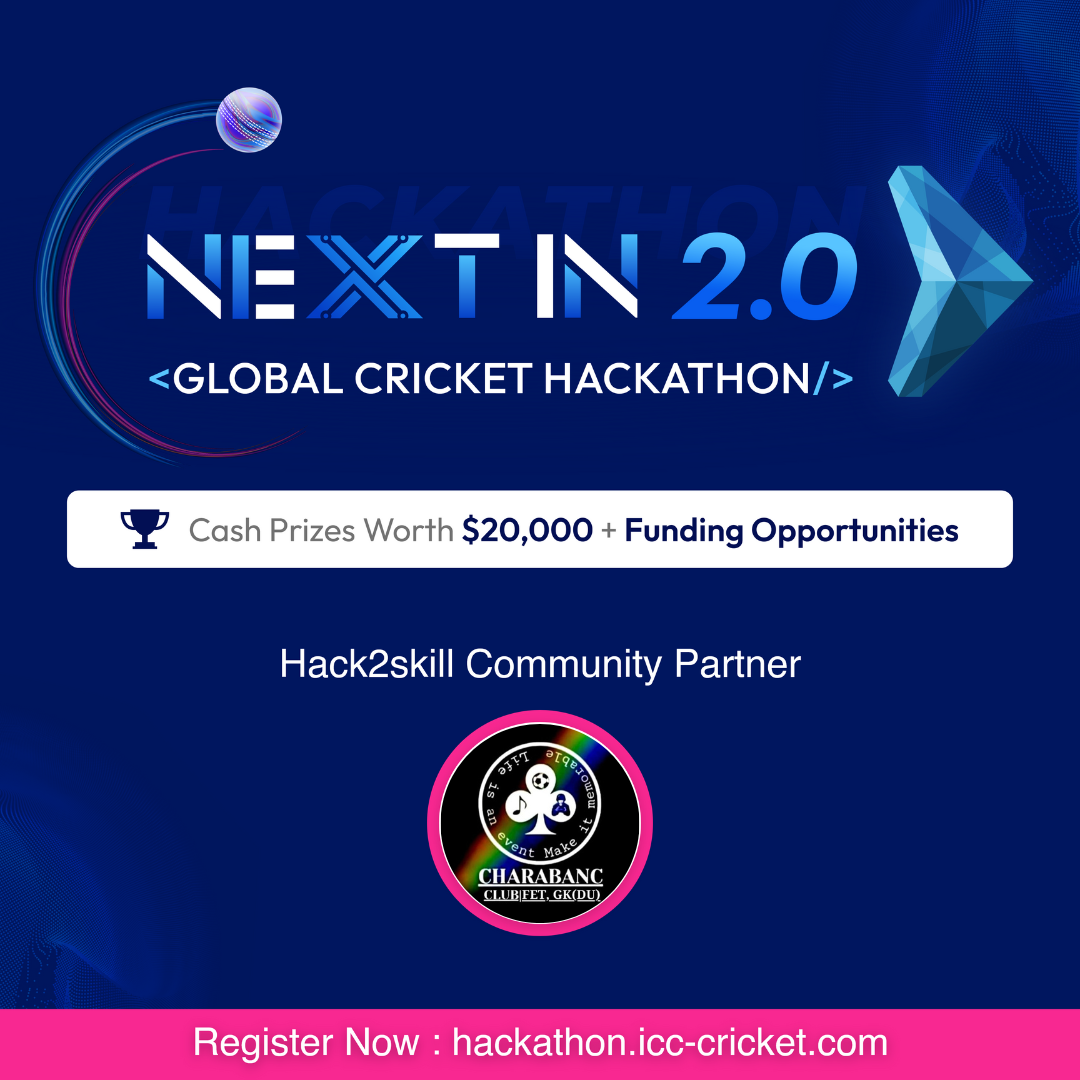 HACKATHON
NEXT IN 2.0
<GLOBAL CRICKET HACKATHON/>
Cash Prizes Worth $20,000 + Funding Opportunities
Hack2skill Community Partner
Life is an event Make it memorable
CHARABANC
CLUB|FET, GK(DU)
Register Now : hackathon.icc-cricket.com